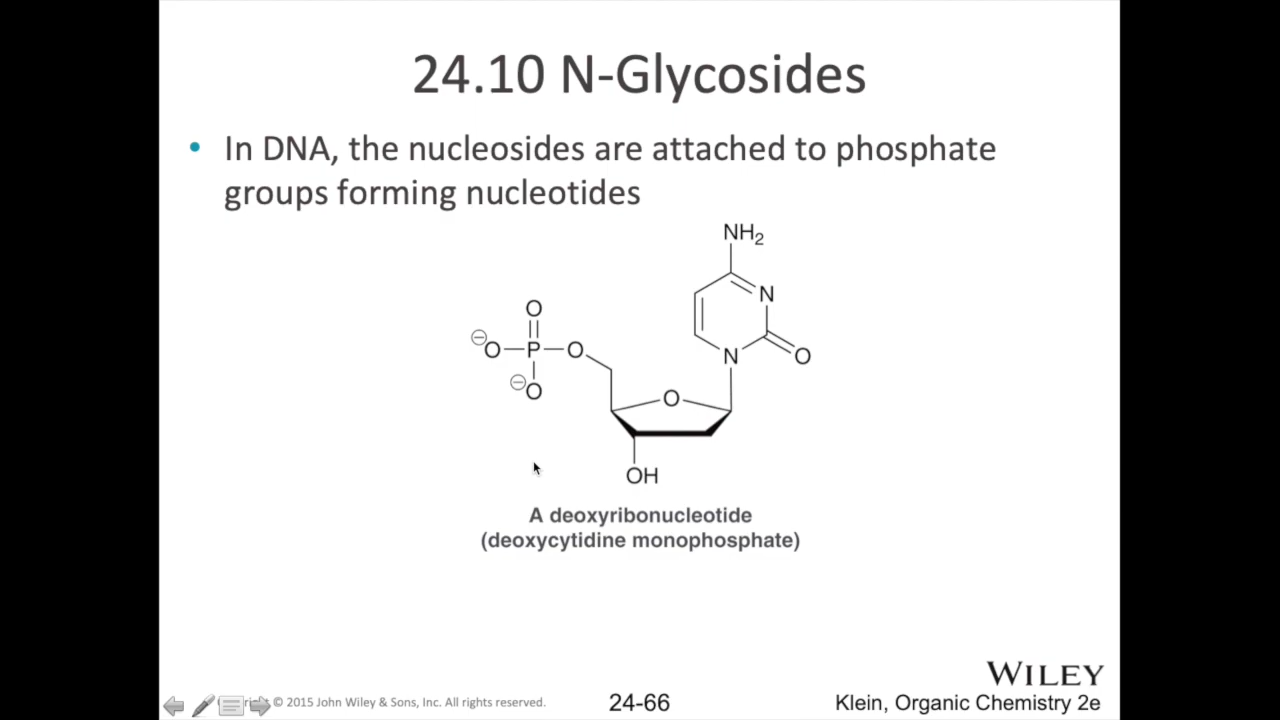 24.10 N-Glycosides
• In DNA, the nucleosides are attached to phosphate
groups forming nucleotides
NH2
N
O
⊖O P O
⊖O
N O
O
OH
A deoxyribonucleotide
(deoxycytidine monophosphate)
WILEY
© 2015 John Wiley & Sons, Inc. All rights reserved.
24-66
Klein, Organic Chemistry 2e